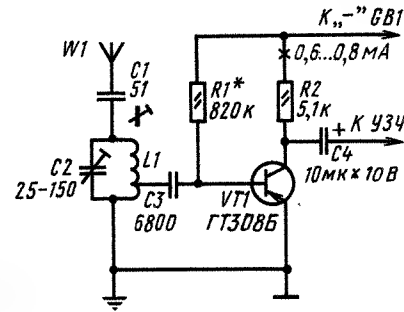 К „-” GB1
W1
0,6...0,8 мА
C1
51
R1*
820к
R2
5,1к
L1
C2
25-150
+ К УЗЧ
C4
10мк × 10В
C3
6800
VT1
ГТ308Б